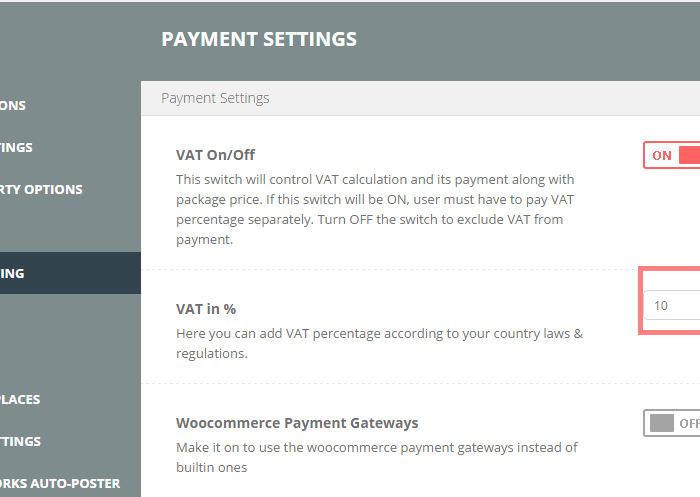 PAYMENT SETTINGS
ONS
TINGS
RTY OPTIONS
ING
PLACES
TTINGS
ORKS AUTO-POSTER
Payment Settings
VAT On/Off
This switch will control VAT calculation and its payment along with
package price. If this switch will be ON, user must have to pay VAT
percentage separately. Turn OFF the switch to exclude VAT from
payment.
ON
VAT in %
Here you can add VAT percentage according to your country laws &
regulations.
10
Woocommerce Payment Gateways
Make it on to use the woocommerce payment gateways instead of
builtin ones
OFF